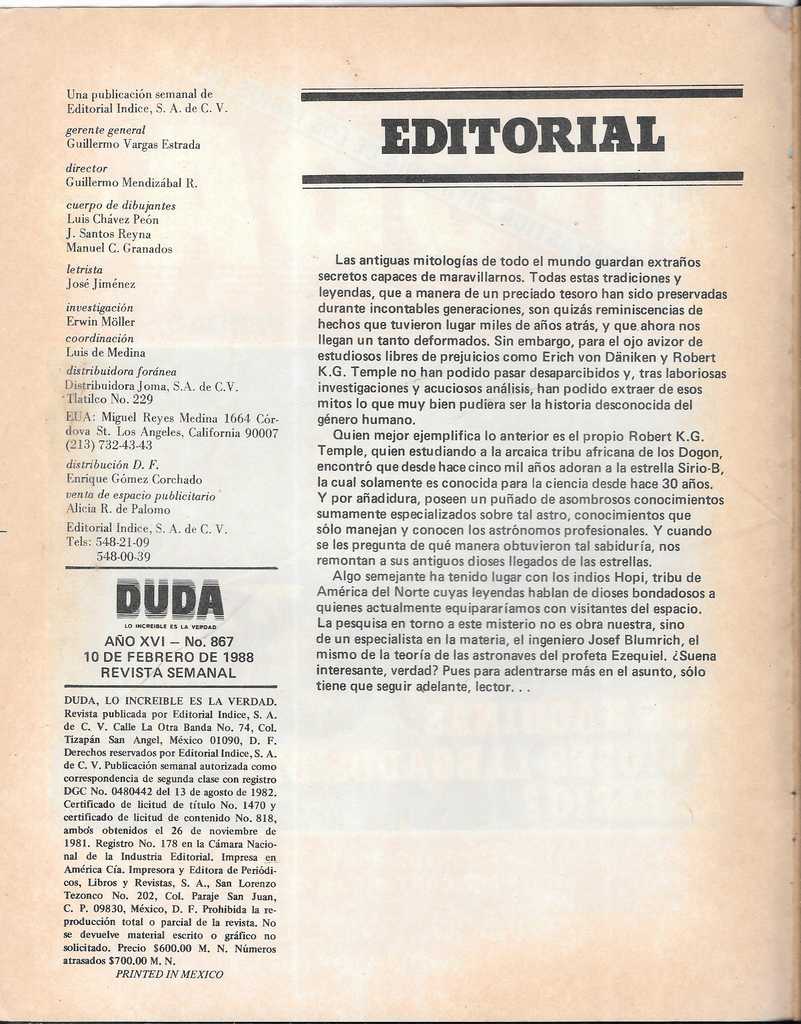 Una publicación semanal de
Editorial Indice, S. A. de C. V.
gerente general
Guillermo Vargas Estrada
director
Guillermo Mendizábal R.
cuerpo de dibujantes
Luis Chávez Peón
J. Santos Reyna
Manuel C. Granados
letrista
José Jiménez
investigación
Erwin Möller
coordinación
Luis de Medina
distribuidora foránea
Distribuidora Joma, S.A. de C.V.
Tlatilco No. 229
EUA: Miguel Reyes Medina 1664 Cór-
dova St. Los Angeles, California 90007
(213) 732-43-43
distribución D. F.
Enrique Gómez Corchado
venta de espacio publicitario
Alicia R. de Palomo
Editorial Indice, S. A. de C. V.
Tels: 548-21-09
548-00-39
DUDA
LO INCREIBLE ES LA VERDAD
AÑO XVI – No. 867
10 DE FEBRERO DE 1988
REVISTA SEMANAL
DUDA, LO INCREIBLE ES LA VERDAD.
Revista publicada por Editorial Indice, S. A.
de C. V. Calle La Otra Banda No. 74, Col.
Tizapán San Angel, México 01090, D. F.
Derechos reservados por Editorial Indice, S. A.
de C. V. Publicación semanal autorizada como
correspondencia de segunda clase con registro
DGC No. 0480442 del 13 de agosto de 1982.
Certificado de licitud de título No. 1470 y
certificado de licitud de contenido No. 818,
ambos obtenidos el 26 de noviembre de
1981. Registro No. 178 en la Cámara Nacio-
nal de la Industria Editorial. Impresa en
América Cía. Impresora y Editora de Periódi-
cos, Libros y Revistas, S. A., San Lorenzo
Tezonco No. 202, Col. Paraje San Juan,
C. P. 09830, México, D. F. Prohibida la re-
producción total o parcial de la revista. No
se devuelve material escrito o gráfico no
solicitado. Precio $600.00 M. N. Números
atrasados $700.00 M. N.
PRINTED IN MEXICO
EDITORIAL
Las antiguas mitologías de todo el mundo guardan extraños
secretos capaces de maravillarnos. Todas estas tradiciones y
leyendas, que a manera de un preciado tesoro han sido preservadas
durante incontables generaciones, son quizás reminiscencias de
hechos que tuvieron lugar miles de años atrás, y que ahora nos
llegan un tanto deformados. Sin embargo, para el ojo avizor de
estudiosos libres de prejuicios como Erich von Däniken y Robert
K.G. Temple no han podido pasar desaparcibidos y, tras laboriosas
investigaciones y acuciosos análisis, han podido extraer de esos
mitos lo que muy bien pudiera ser la historia desconocida del
género humano.
Quien mejor ejemplifica lo anterior es el propio Robert K.G.
Temple, quien estudiando a la arcaica tribu africana de los Dogon,
encontró que desde hace cinco mil años adoran a la estrella Sirio-B,
la cual solamente es conocida para la ciencia desde hace 30 años.
Y por añadidura, poseen un puñado de asombrosos conocimientos
sumamente especializados sobre tal astro, conocimientos que
sólo manejan y conocen los astrónomos profesionales. Y cuando
se les pregunta de qué manera obtuvieron tal sabiduría, nos
remontan a sus antiguos dioses llegados de las estrellas.
Algo semejante ha tenido lugar con los indios Hopi, tribu de
América del Norte cuyas leyendas hablan de dioses bondadosos a
quienes actualmente equipararíamos con visitantes del espacio.
La pesquisa en torno a este misterio no es obra nuestra, sino
de un especialista en la materia, el ingeniero Josef Blumrich, el
mismo de la teoría de las astronaves del profeta Ezequiel. ¿Suena
interesante, verdad? Pues para adentrarse más en el asunto, sólo
tiene que seguir adelante, lector. . .